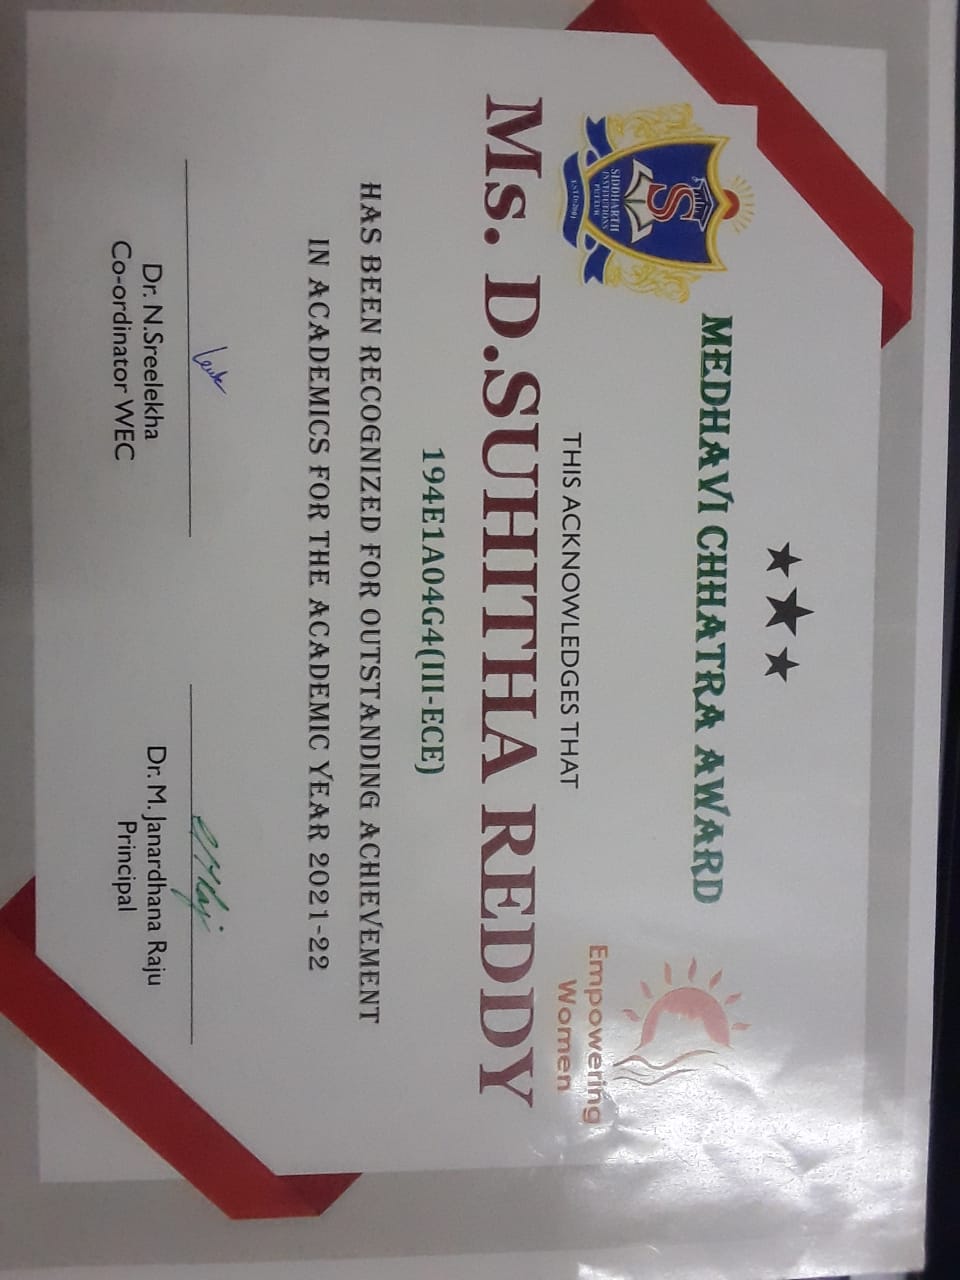 MEDHAVI CHHATRA AWARD
S
SIDDHARTH
INSTITUTIONS
PUTTUR
ESTD:2001
Empowering
Women
THIS ACKNOWLEDGES THAT
Ms. D.SUHITHA REDDY
194E1A04G4(III-ECE)
HAS BEEN RECOGNIZED FOR OUTSTANDING ACHIEVEMENT
IN ACADEMICS FOR THE ACADEMIC YEAR 2021-22
Dr. N.Sreelekha
Co-ordinator WEC
Dr. M. Janardhana Raju
Principal